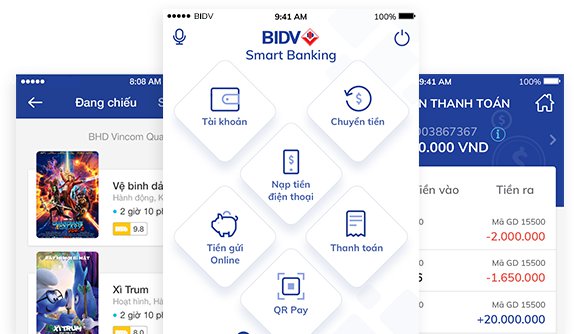 8:08 AM
Đang chiếu
BHD Vincom Qua
Vệ binh dả
Hành động, K
2 giờ 10 ph
9.8
Xì Trum
Hoạt hình, Hà
2 giờ 10 ph
8.0
XÌ TRUM
9:41 AM
100%
BIDV
Smart Banking
Tài khoản
Chuyển tiền
Nạp tiền
điện thoại
Tiền gửi
Online
Thanh toán
QR Pay
9:41 AM
100%
N THANH TOÁN
003867367
0.000 VND
iền vào
Tiền ra
Mã GD 15500
-2.000.000
Mã GD 15500
-1.650.000
Mã GD 15500
+20.000.000